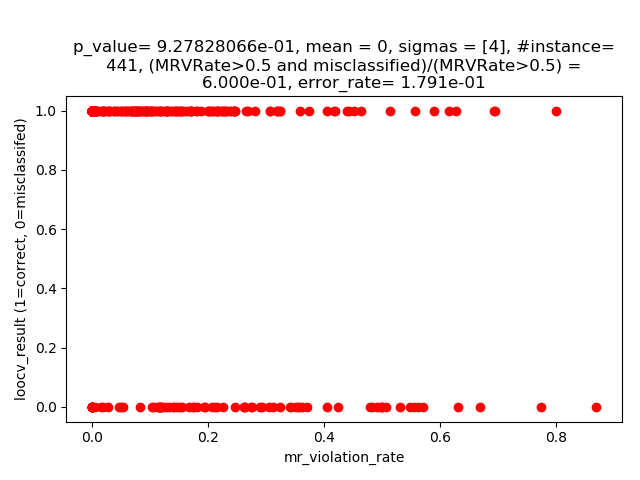 p_value= 9.27828066e-01, mean = 0, sigmas = [4], #instance=
441, (MRVRate>0.5 and misclassified)/(MRVRate>0.5) =
6.000e-01, error_rate= 1.791e-01
1.0
0.8
0.6
0.4
0.2
0.0
loocv_result (1=correct, 0=misclassifed)
0.0 0.2 0.4 0.6 0.8
mr_violation_rate